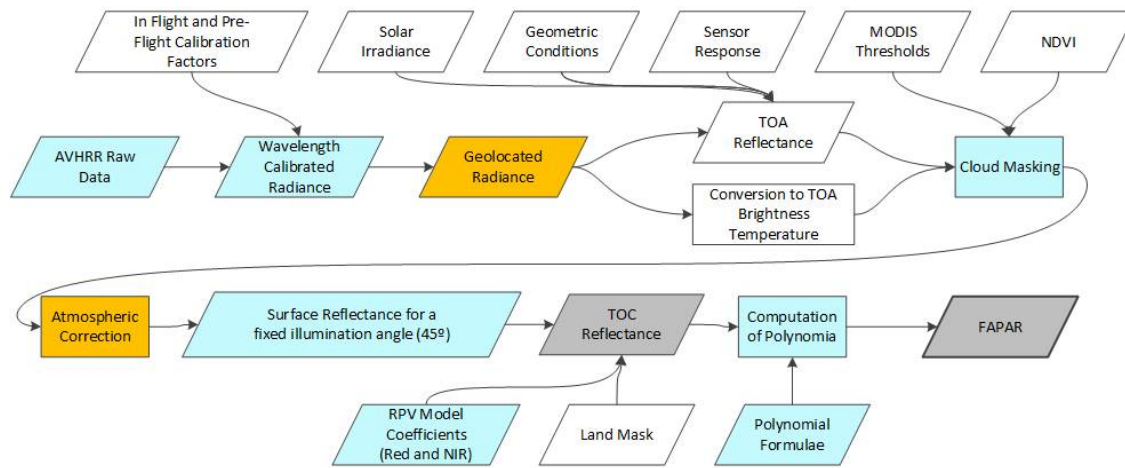 In Flight and Pre-
Flight Calibration
Factors
Solar
Irradiance
Geometric
Conditions
Sensor
Response
MODIS
Thresholds
NDVI
AVHRR Raw
Data
Wavelength
Calibrated
Radiance
Geolocated
Radiance
TOA
Reflectance
Conversion to TOA
Brightness
Temperature
Cloud Masking
Atmospheric
Correction
Surface Reflectance for a
fixed illumination angle (45º)
TOC
Reflectance
Computation
of Polynomia
FAPAR
RPV Model
Coefficients
(Red and NIR)
Land Mask
Polynomial
Formulae